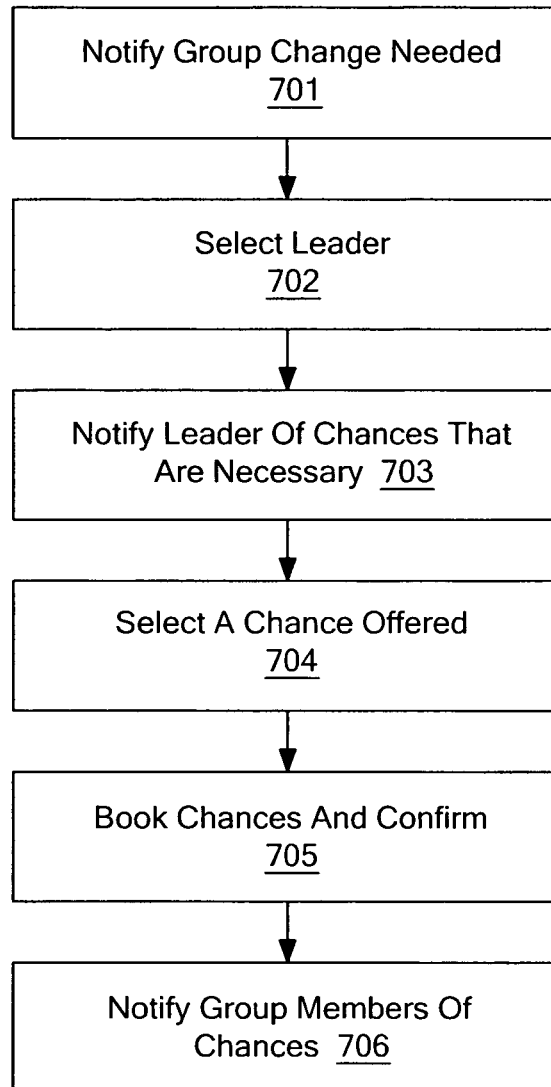 Notify Group Change Needed
701
Select Leader
702
Notify Leader Of Chances That
Are Necessary 703
Select A Chance Offered
704
Book Chances And Confirm
705
Notify Group Members Of
Chances 706